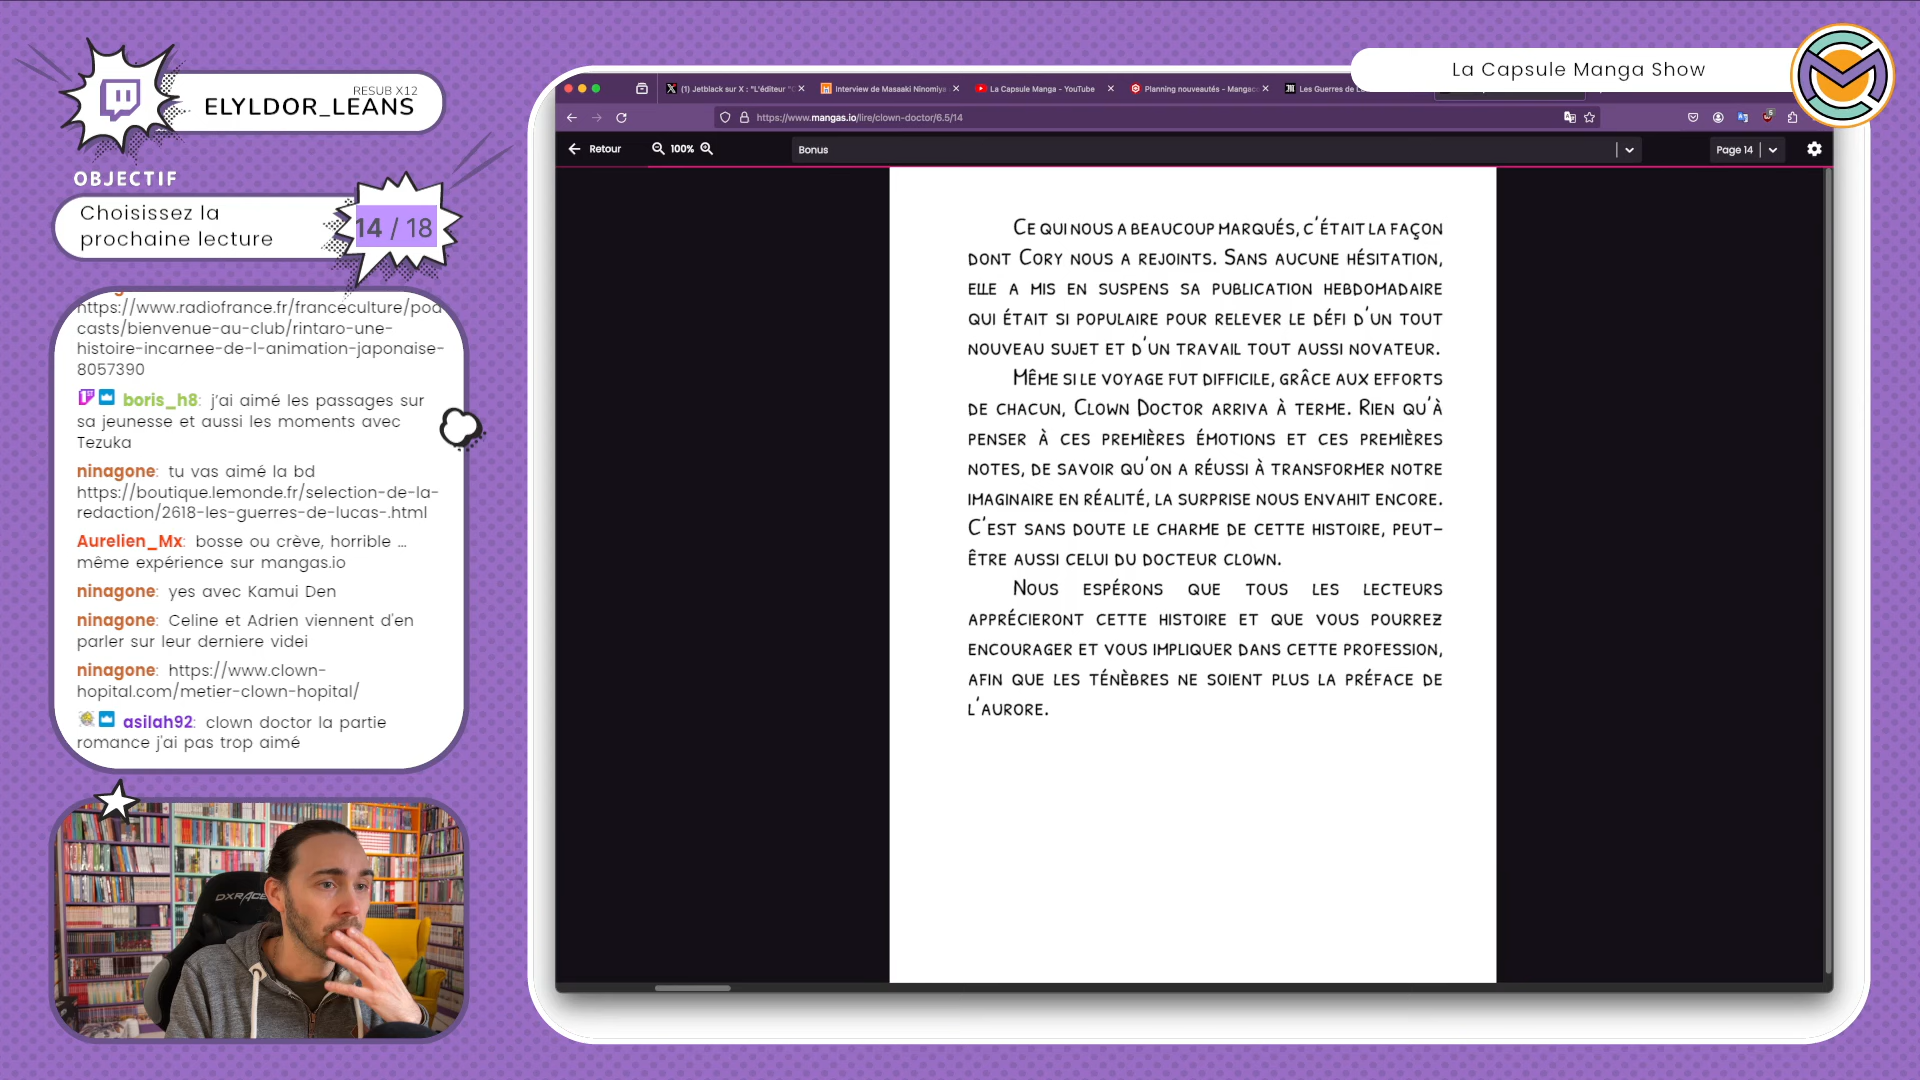 RESUB X12
ELYLDOR_LEANS
OBJECTIF
Choisissez la
prochaine lecture
14 / 18
https://www.radiofrance.fr/franceculture/pod
casts/bienvenue-au-club/rintaro-une-
histoire-incarnee-de-l-animation-japonaise-
8057390
boris_h8: j'ai aimé les passages sur
sa jeunesse et aussi les moments avec
Tezuka
ninagone: tu vas aimé la bd
https://boutique.lemonde.fr/selection-de-la-
redaction/2618-les-guerres-de-lucas-.html
Aurelien_Mx: bosse ou crève, horrible ...
même expérience sur mangas.io
ninagone: yes avec Kamui Den
ninagone: Celine et Adrien viennent d'en
parler sur leur derniere videi
ninagone: https://www.clown-
hopital.com/metier-clown-hopital/
asilah92: clown doctor la partie
romance j'ai pas trop aimé
DXRACE
La Capsule Manga Show
(1) Jetblack sur X : "L'éditeur "C
Interview de Masaaki Ninomiya
La Capsule Manga - YouTube
Planning nouveautés - Mangac
Les Guerres de L
https://www.mangas.io/lire/clown-doctor/6.5/14
Retour
100%
Bonus
Page 14
Ce qui nous a beaucoup marqués, c'était la façon
dont Cory nous a rejoints. Sans aucune hésitation,
elle a mis en suspens sa publication hebdomadaire
qui était si populaire pour relever le défi d'un tout
nouveau sujet et d'un travail tout aussi novateur.
Même si le voyage fut difficile, grâce aux efforts
de chacun, Clown Doctor arriva à terme. Rien qu'à
penser à ces premières émotions et ces premières
notes, de savoir qu'on a réussi à transformer notre
imaginaire en réalité, la surprise nous envahit encore.
C'est sans doute le charme de cette histoire, peut-
être aussi celui du docteur clown.
Nous espérons que tous les lecteurs
apprécieront cette histoire et que vous pourrez
encourager et vous impliquer dans cette profession,
afin que les ténèbres ne soient plus la préface de
l'aurore.